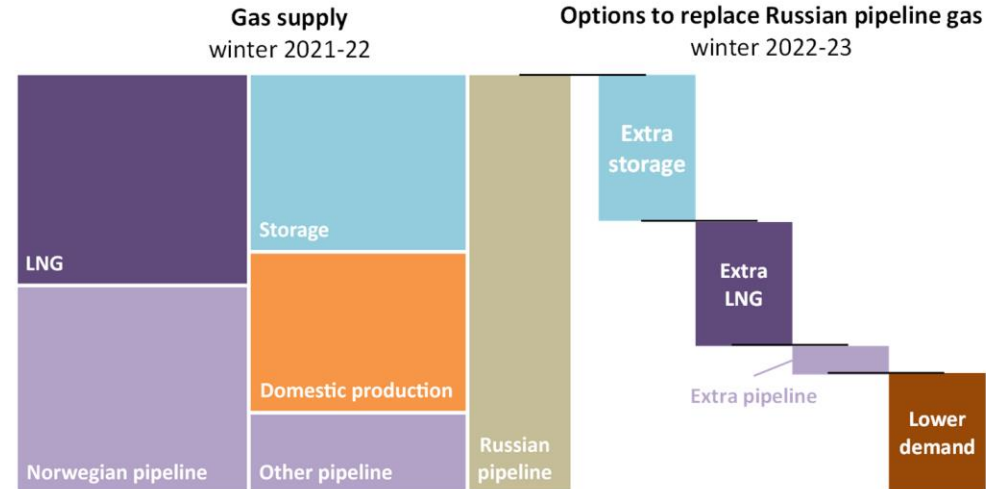 Gas supply
winter 2021-22
Options to replace Russian pipeline gas
winter 2022-23
LNG
Norwegian pipeline
Storage
Domestic production
Other pipeline
Russian
pipeline
Extra
storage
Extra
LNG
Extra pipeline
Lower
demand